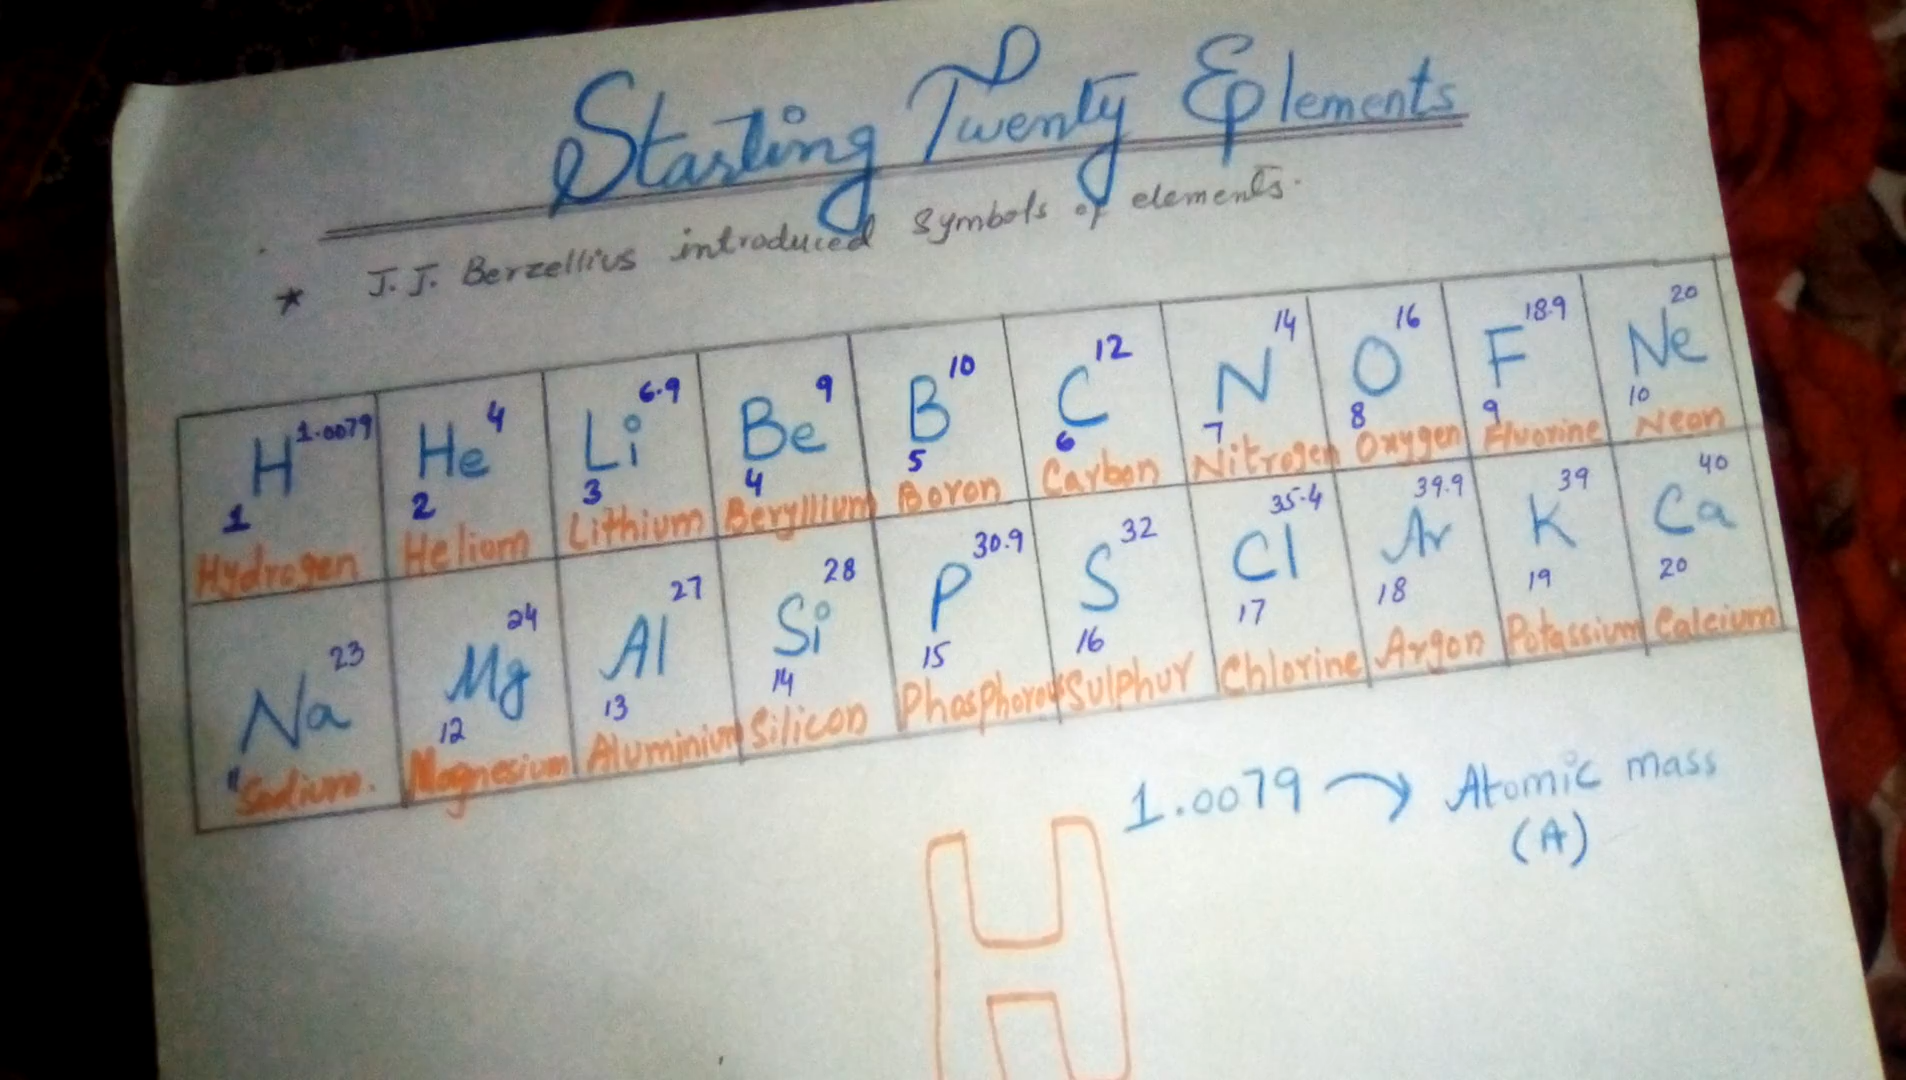 Starting Twenty Elements
* J.J. Berzellius introduced symbols of elements.
1.0079 4 6.9 9 10 12 14 16 18.9 20
H He Li Be B C N O F Ne
1 2 3 4 5 6 7 8 9 10
Hydrogen Heliom Lithium Beryllium Boron Carbon Nitrogen Oxygen Fluorine Neon
23 24 27 28 30.9 32 35.4 39.9 39 40
Na Mg Al Si P S Cl Ar K Ca
11 12 13 14 15 16 17 18 19 20
Sodium. Magnesium Aluminium Silicon Phosphorous Sulphur Chlorine Argon Potassium Calcium
1.0079 → Atomic mass
(A)
H